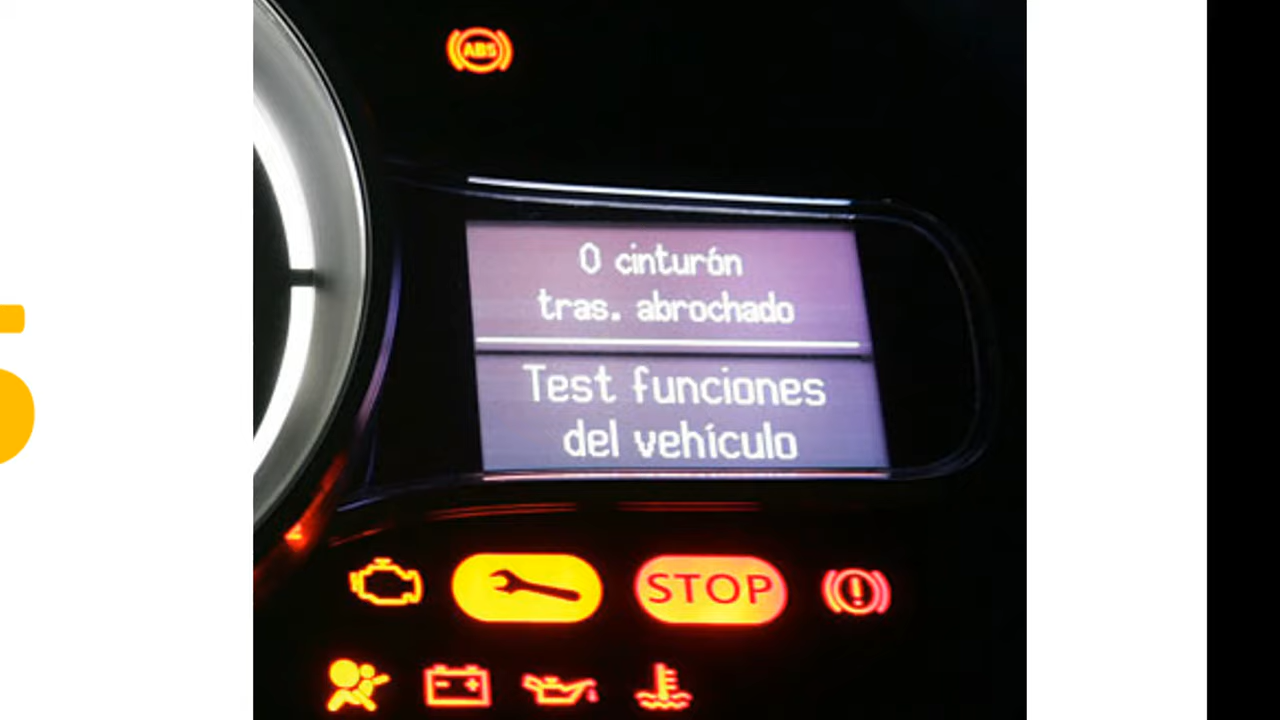 ABS
0 cinturón
tras. abrochado
Test funciones
del vehículo
STOP